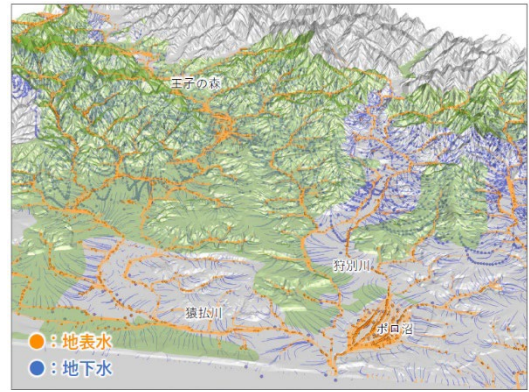 王子の森
狩別川
猿払川
ポロ沼
：地表水
：地下水